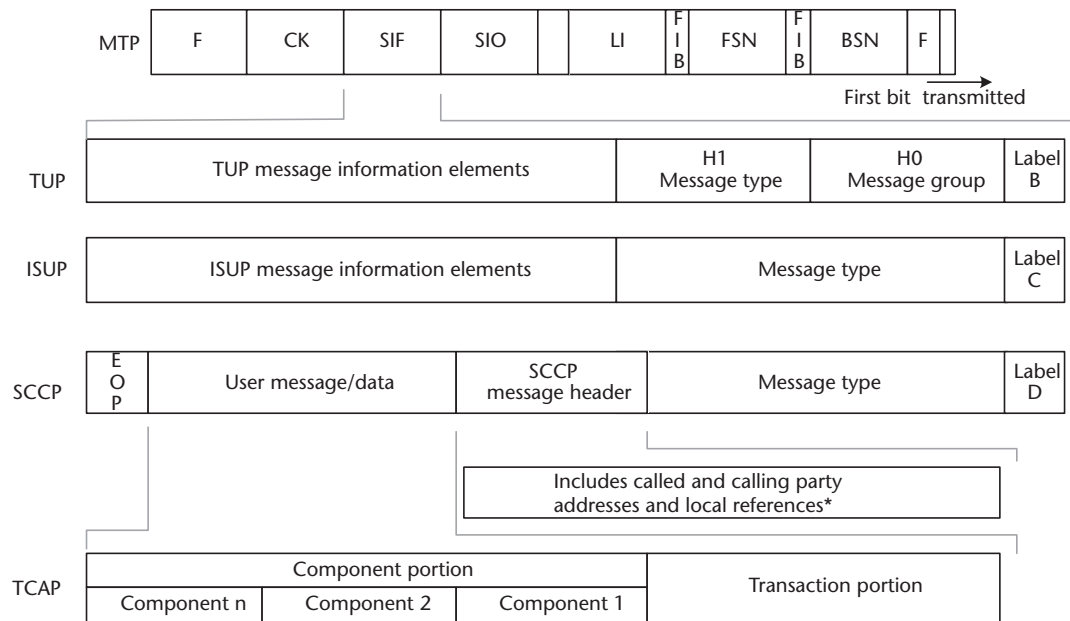 MTP F CK SIF SIO LI FIB FSN FIB BSN F
First bit transmitted
TUP TUP message information elements H1 Message type H0 Message group Label B
ISUP ISUP message information elements Message type Label C
SCCP EOP User message/data SCCP message header Message type Label D
Includes called and calling party
addresses and local references*
TCAP Component portion Transaction portion
Component n Component 2 Component 1